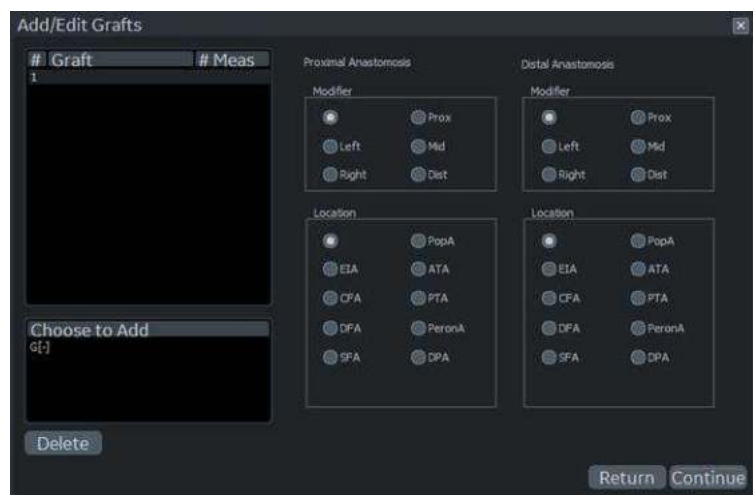 Add/Edit Grafts
# Graft # Meas
1
Choose to Add
G[-]
Delete
Proximal Anastomosis
Modifier
Prox
Left Mid
Right Dist
Location
PopA
EIA ATA
CFA PTA
DFA PeronA
SFA DPA
Distal Anastomosis
Modifier
Prox
Left Mid
Right Dist
Location
PopA
EIA ATA
CFA PTA
DFA PeronA
SFA DPA
Return Continue